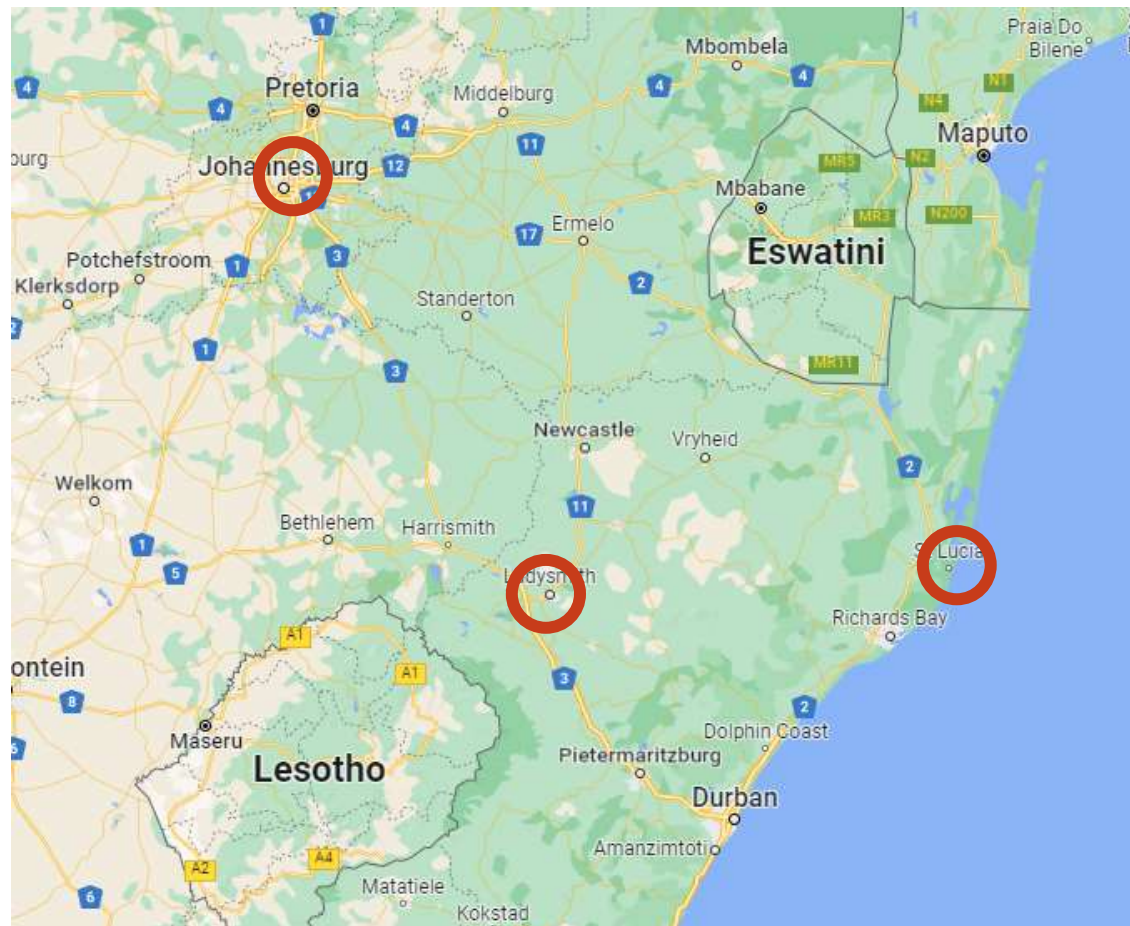 1
Praia Do
Bilene
Mbombela
4
4
4
Pretoria
Middelburg
4
N1
N4
4
4
11
Maputo
Johannesburg
12
MR5
N2
Mbabane
MR3
N200
Ermelo
17
Eswatini
Potchefstroom
1
3
2
Klerksdorp
Standerton
1
3
MR11
Newcastle
Vryheid
2
Welkom
11
Bethlehem
Harrismith
1
5
St Lucia
Ladysmith
Richards Bay
A1
ontein
A1
3
8
2
Maseru
Dolphin Coast
Pietermaritzburg
Lesotho
Durban
Amanzimtoti
A4
A2
Matatiele
6
Kokstad